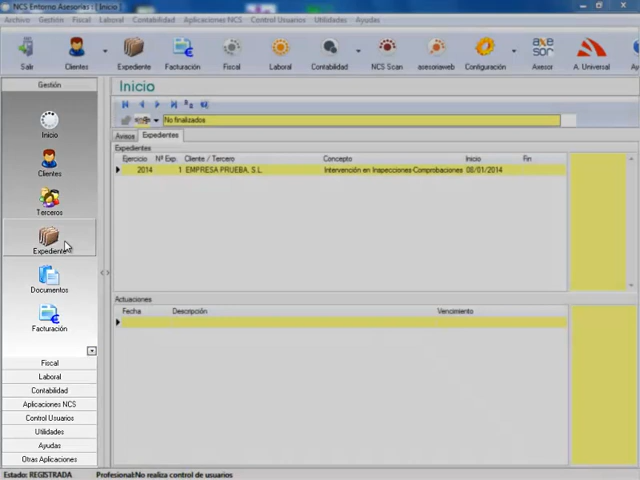 NCS Entorno Asesorías : [ Inicio ]
Archivo Gestión Fiscal Laboral Contabilidad Aplicaciones NCS Control Usuarios Utilidades Ayudas
Salir Clientes Expediente Facturación Fiscal Laboral Contabilidad NCS Scan asesoriaweb Configuración Axesor A. Universal
Gestión
Inicio
Clientes
Terceros
Expediente
Documentos
Facturación
Fiscal
Laboral
Contabilidad
Aplicaciones NCS
Control Usuarios
Utilidades
Ayudas
Otras Aplicaciones
Inicio
No finalizados
Avisos Expedientes
Expedientes
Ejercicio Nº Exp. Cliente / Tercero Concepto Inicio Fin
2014 1 EMPRESA PRUEBA, S.L. Intervención en Inspecciones-Comprobaciones 08/01/2014
Actuaciones
Fecha Descripción Vencimiento
Estado: REGISTRADA Profesional:No realiza control de usuarios